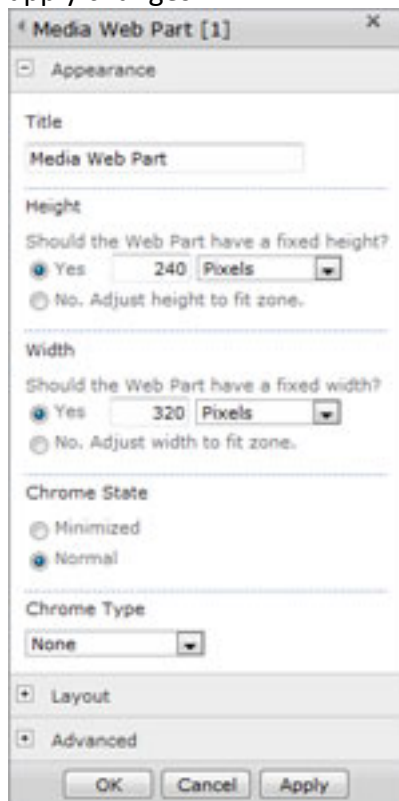 Media Web Part [1]
Appearance
Title
Media Web Part
Height
Should the Web Part have a fixed height?
Yes 240 Pixels
No. Adjust height to fit zone.
Width
Should the Web Part have a fixed width?
Yes 320 Pixels
No. Adjust width to fit zone.
Chrome State
Minimized
Normal
Chrome Type
None
Layout
Advanced
OK Cancel Apply